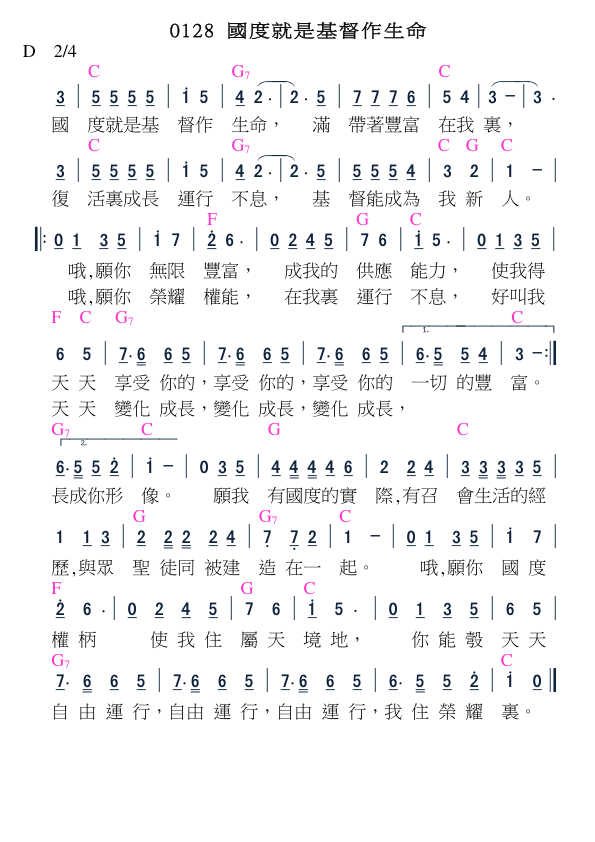 0128 國度就是基督作生命
D 2/4
C G7 C
3 | 5 5 5 5 | i 5 | 4 2 · | 2 · 5 | 7 7 7 6 | 5 4 | 3 − | 3 ·
國 度就是基 督作 生命， 滿 帶著豐富 在我 裏，
C G7 C G C
3 | 5 5 5 5 | i 5 | 4 2 · | 2 · 5 | 5 5 5 4 | 3 2 | 1 − |
復 活裏成長 運行 不息， 基 督能成為 我 新 人。
F G C
‖: 0 1 3 5 | i 7 | 2 6 · | 0 2 4 5 | 7 6 | i 5 · | 0 1 3 5 |
哦,願你 無限 豐富， 成我的 供應 能力， 使我得
哦,願你 榮耀 權能， 在我裏 運行 不息， 好叫我
F C G7 C
1.
6 5 | 7 · 6 6 5 | 7 · 6 6 5 | 7 · 6 6 5 | 6 · 5 5 4 | 3 − :‖
天 天 享受 你的，享受 你的，享受 你的 一切 的豐 富。
天 天 變化 成長，變化 成長，變化 成長，
G7 C G C
2.
6 · 5 5 2 | i − | 0 3 5 | 4 4 4 4 6 | 2 2 4 | 3 3 3 3 5 |
長成你形 像。 願我 有國度的實 際,有召 會生活的經
G G7 C
1 1 3 | 2 2 2 2 4 | 7 7 2 | 1 − | 0 1 3 5 | i 7 |
歷,與眾 聖 徒同 被建 造 在一 起。 哦,願你 國 度
F G C
2 6 · | 0 2 4 5 | 7 6 | i 5 · | 0 1 3 5 | 6 5 |
權 柄 使 我 住 屬 天 境 地， 你 能 彀 天 天
G7 C
7 · 6 6 5 | 7 · 6 6 5 | 7 · 6 6 5 | 6 · 5 5 2 | i 0 ‖
自 由 運 行，自 由 運 行，自 由 運 行，我 住 榮 耀 裏。